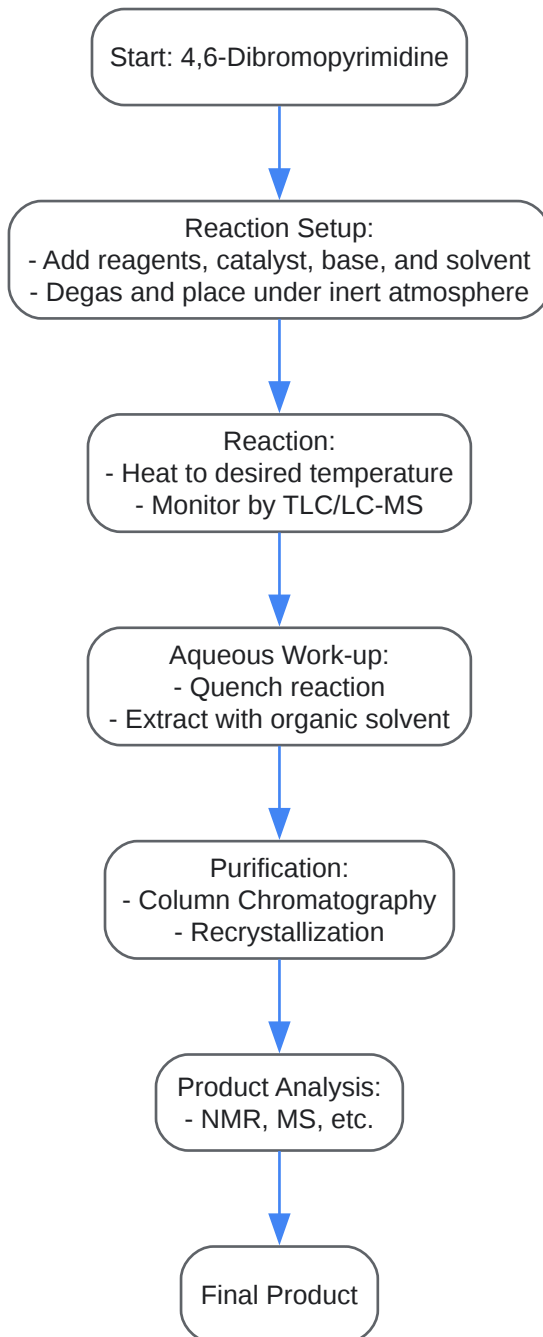 Start: 4,6-Dibromopyrimidine
Reaction Setup:
- Add reagents, catalyst, base, and solvent
- Degas and place under inert atmosphere
Reaction:
- Heat to desired temperature
- Monitor by TLC/LC-MS
Aqueous Work-up:
- Quench reaction
- Extract with organic solvent
Purification:
- Column Chromatography
- Recrystallization
Product Analysis:
- NMR, MS, etc.
Final Product